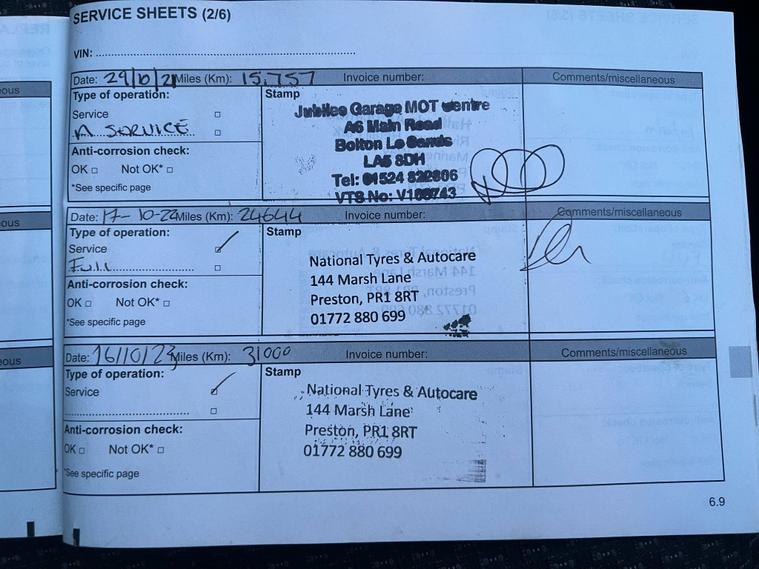 SERVICE SHEETS (2/6)
VIN:
Date: 29/10/21 Miles (Km): 15,757 Invoice number: Comments/miscellaneous
Type of operation: Stamp
Service
A SERVICE
Anti-corrosion check:
OK Not OK*
*See specific page
Jubilee Garage MOT Centre
A6 Main Road
Bolton Le Sands
LA5 8DH
Tel: 01524
VTS No:
Date: 17-10-22 Miles (Km): 24644 Invoice number: Comments/miscellaneous
Type of operation: Stamp
Service
Full
Anti-corrosion check:
OK Not OK*
*See specific page
National Tyres & Autocare
144 Marsh Lane
Preston, PR1 8RT
01772 880 699
Date: 16/10/23 Miles (Km): 31000 Invoice number: Comments/miscellaneous
Type of operation: Stamp
Service
Anti-corrosion check:
OK Not OK*
*See specific page
National Tyres & Autocare
144 Marsh Lane
Preston, PR1 8RT
01772 880 699
6.9